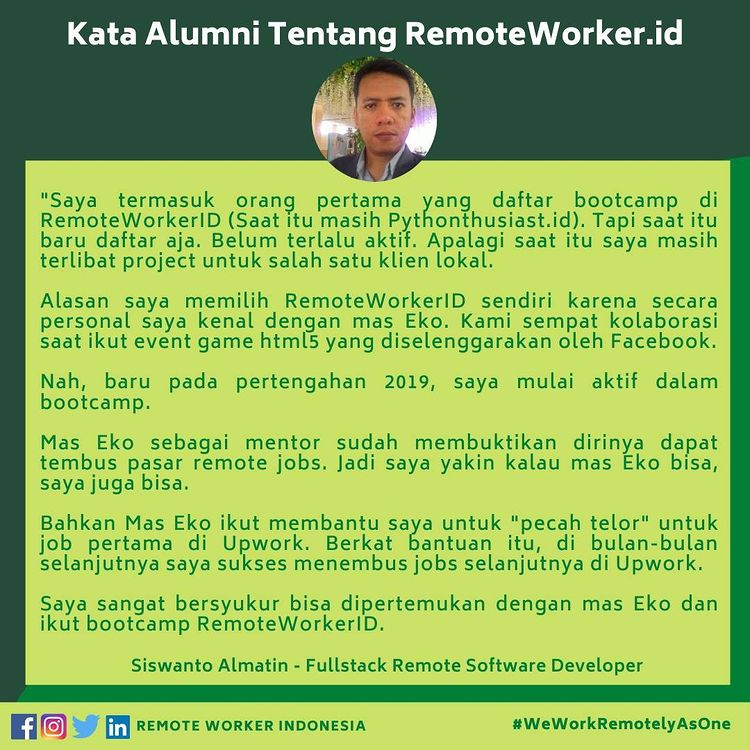 Kata Alumni Tentang RemoteWorker.id
"Saya termasuk orang pertama yang daftar bootcamp di
RemoteWorkerID (Saat itu masih Pythonthusiast.id). Tapi saat itu
baru daftar aja. Belum terlalu aktif. Apalagi saat itu saya masih
terlibat project untuk salah satu klien lokal.
Alasan saya memilih RemoteWorkerID sendiri karena secara
personal saya kenal dengan mas Eko. Kami sempat kolaborasi
saat ikut event game html5 yang diselenggarakan oleh Facebook.
Nah, baru pada pertengahan 2019, saya mulai aktif dalam
bootcamp.
Mas Eko sebagai mentor sudah membuktikan dirinya dapat
tembus pasar remote jobs. Jadi saya yakin kalau mas Eko bisa,
saya juga bisa.
Bahkan Mas Eko ikut membantu saya untuk "pecah telor" untuk
job pertama di Upwork. Berkat bantuan itu, di bulan-bulan
selanjutnya saya sukses menembus jobs selanjutnya di Upwork.
Saya sangat bersyukur bisa dipertemukan dengan mas Eko dan
ikut bootcamp RemoteWorkerID.
Siswanto Almatin - Fullstack Remote Software Developer
REMOTE WORKER INDONESIA
#WeWorkRemotelyAsOne